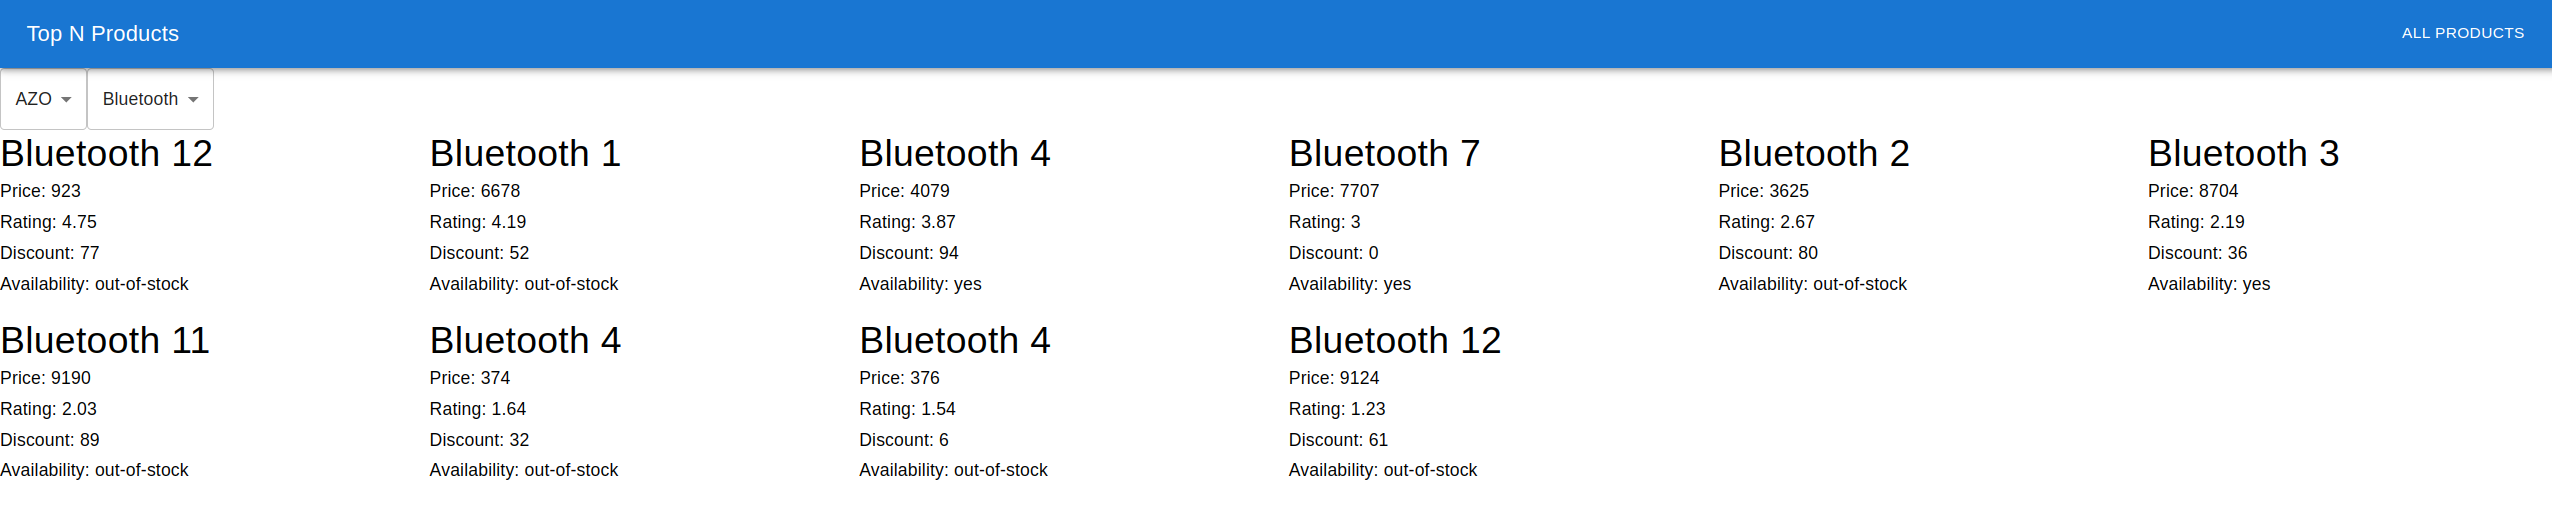 Top N Products
ALL PRODUCTS
AZO
Bluetooth
Bluetooth 12
Price: 923
Rating: 4.75
Discount: 77
Availability: out-of-stock
Bluetooth 1
Price: 6678
Rating: 4.19
Discount: 52
Availability: out-of-stock
Bluetooth 4
Price: 4079
Rating: 3.87
Discount: 94
Availability: yes
Bluetooth 7
Price: 7707
Rating: 3
Discount: 0
Availability: yes
Bluetooth 2
Price: 3625
Rating: 2.67
Discount: 80
Availability: out-of-stock
Bluetooth 3
Price: 8704
Rating: 2.19
Discount: 36
Availability: yes
Bluetooth 11
Price: 9190
Rating: 2.03
Discount: 89
Availability: out-of-stock
Bluetooth 4
Price: 374
Rating: 1.64
Discount: 32
Availability: out-of-stock
Bluetooth 4
Price: 376
Rating: 1.54
Discount: 6
Availability: out-of-stock
Bluetooth 12
Price: 9124
Rating: 1.23
Discount: 61
Availability: out-of-stock